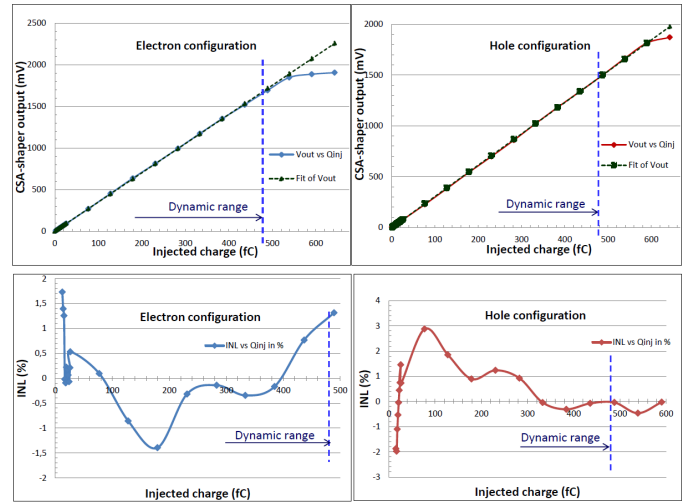 Electron configuration
CSA-shaper output (mV)
2500
2000
1500
1000
500
0
0 100 200 300 400 500 600 700
Vout vs Qinj
Fit of Vout
Dynamic range
Injected charge (fC)
Hole configuration
CSA-shaper output (mV)
2000
1500
1000
500
0
0 100 200 300 400 500 600 700
Vout vs Qinj
Fit of Vout
Dynamic range
Injected charge (fC)
Electron configuration
INL (%)
2
1,5
1
0,5
0
-0,5
-1
-1,5
-2
0 100 200 300 400 500
INL vs Qinj in %
Dynamic range
Injected charge (fC)
Hole configuration
INL (%)
4
3
2
1
0
-1
-2
-3
0 100 200 300 400 500 600
INL vs Qinj in %
Dynamic range
Injected charge (fC)